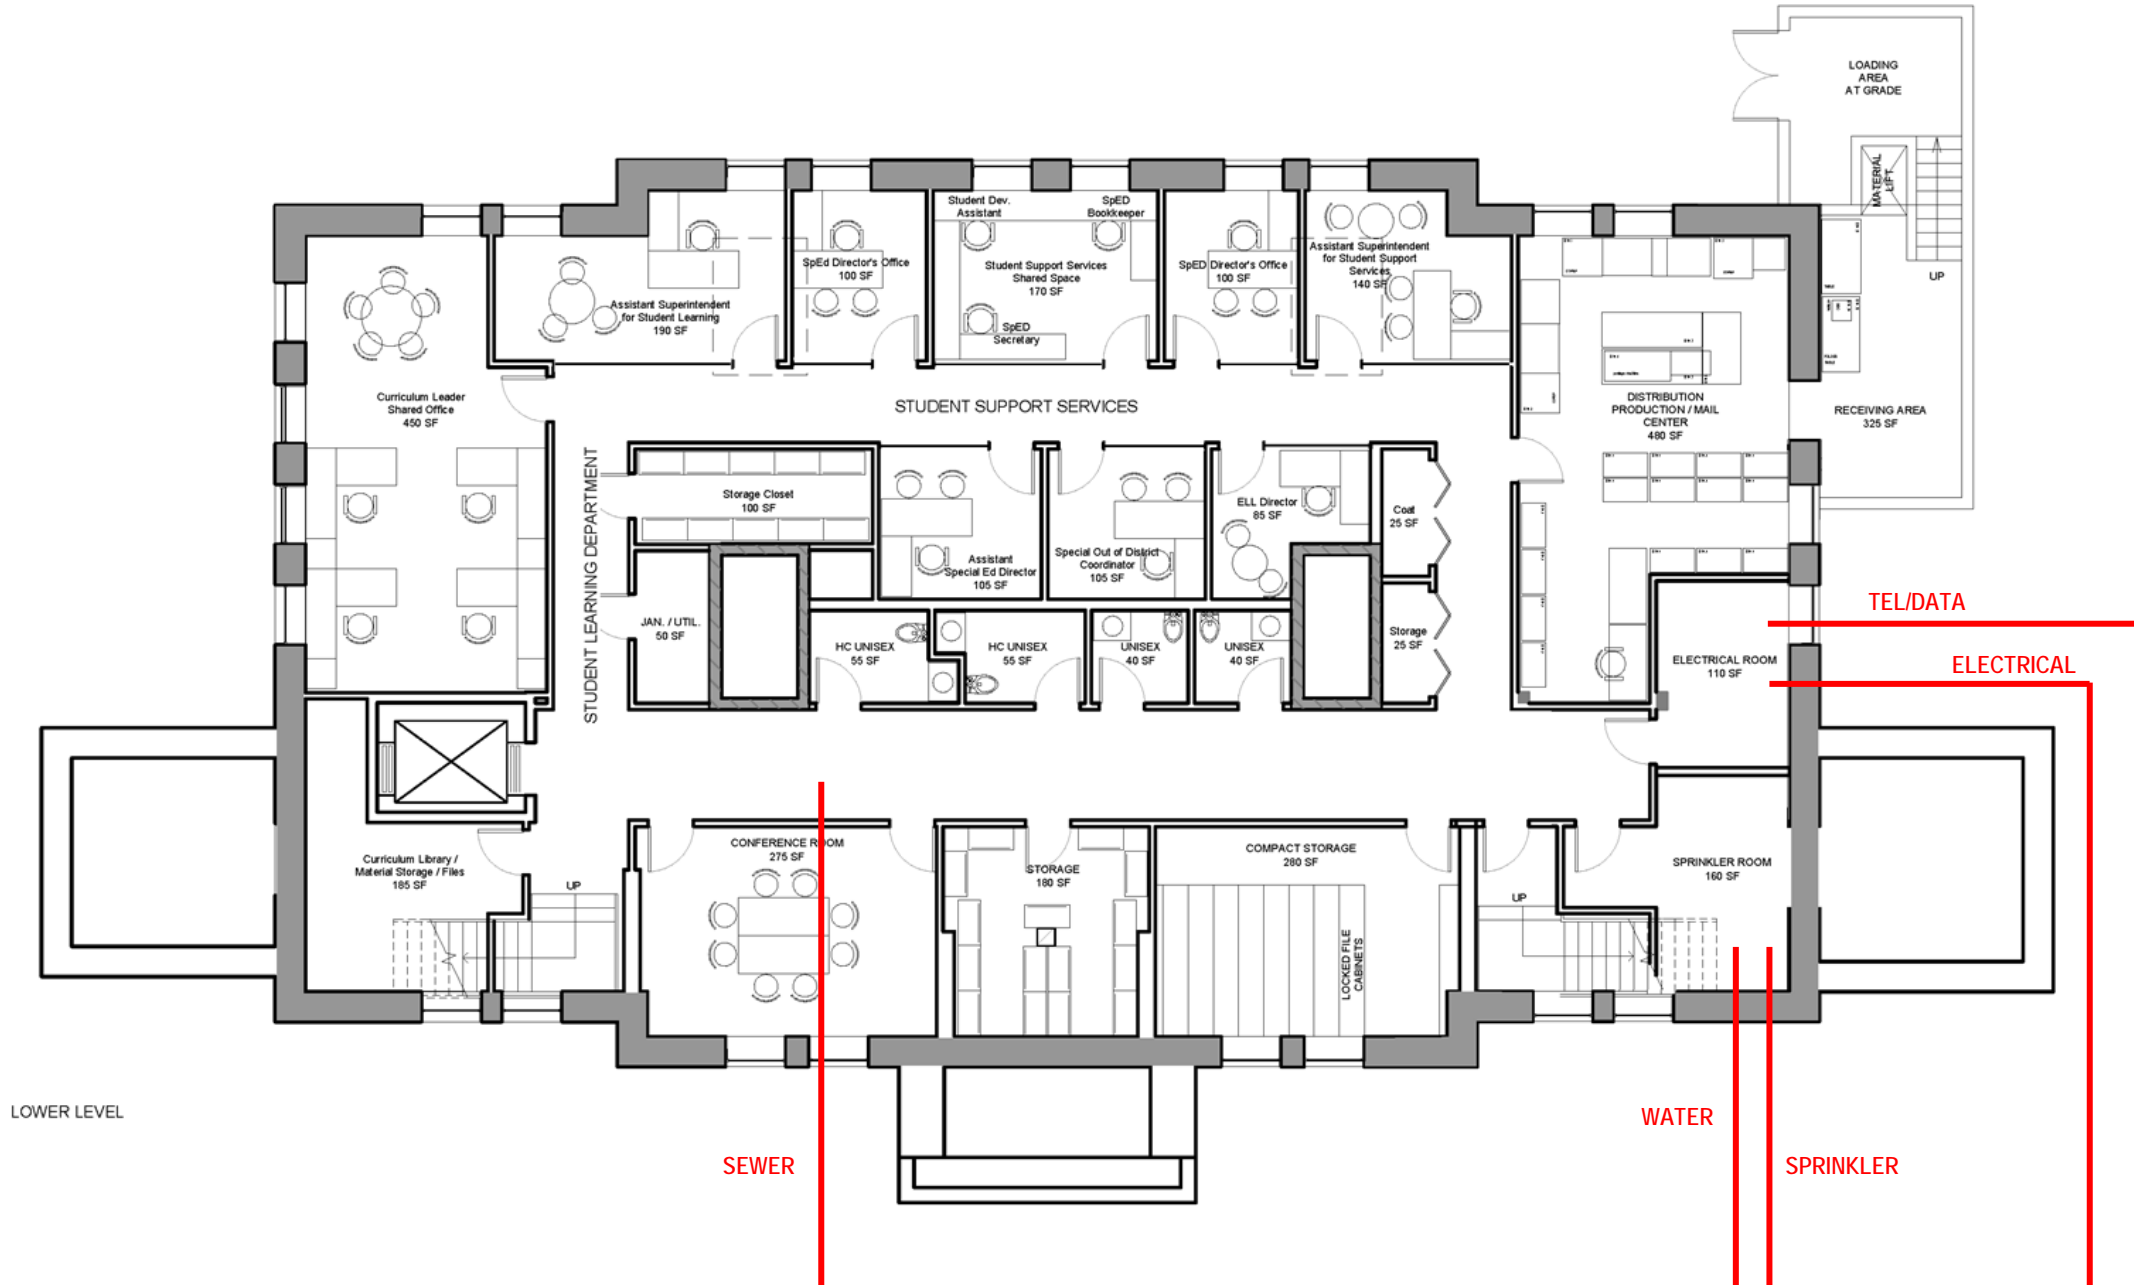 LOADING
AREA
AT GRADE
MATERIAL
LIFT
UP
Student Dev.
Assistant
SpED
Bookkeeper
SpEd Director's Office
100 SF
Student Support Services
Shared Space
170 SF
SpED Director's Office
100 SF
Assistant Superintendent
for Student Support
Services
140 SF
Assistant Superintendent
for Student Learning
190 SF
SpED
Secretary
Curriculum Leader
Shared Office
450 SF
STUDENT SUPPORT SERVICES
DISTRIBUTION
PRODUCTION / MAIL
CENTER
480 SF
RECEIVING AREA
325 SF
STUDENT LEARNING DEPARTMENT
Storage Closet
100 SF
ELL Director
85 SF
Coat
25 SF
Assistant
Special Ed Director
105 SF
Special Out of District
Coordinator
105 SF
JAN. / UTIL.
50 SF
HC UNISEX
55 SF
HC UNISEX
55 SF
UNISEX
40 SF
UNISEX
40 SF
Storage
25 SF
TEL/DATA
ELECTRICAL ROOM
110 SF
ELECTRICAL
CONFERENCE ROOM
275 SF
STORAGE
180 SF
COMPACT STORAGE
280 SF
SPRINKLER ROOM
160 SF
Curriculum Library /
Material Storage / Files
185 SF
UP
UP
LOCKED FILE
CABINETS
LOWER LEVEL
SEWER
WATER
SPRINKLER